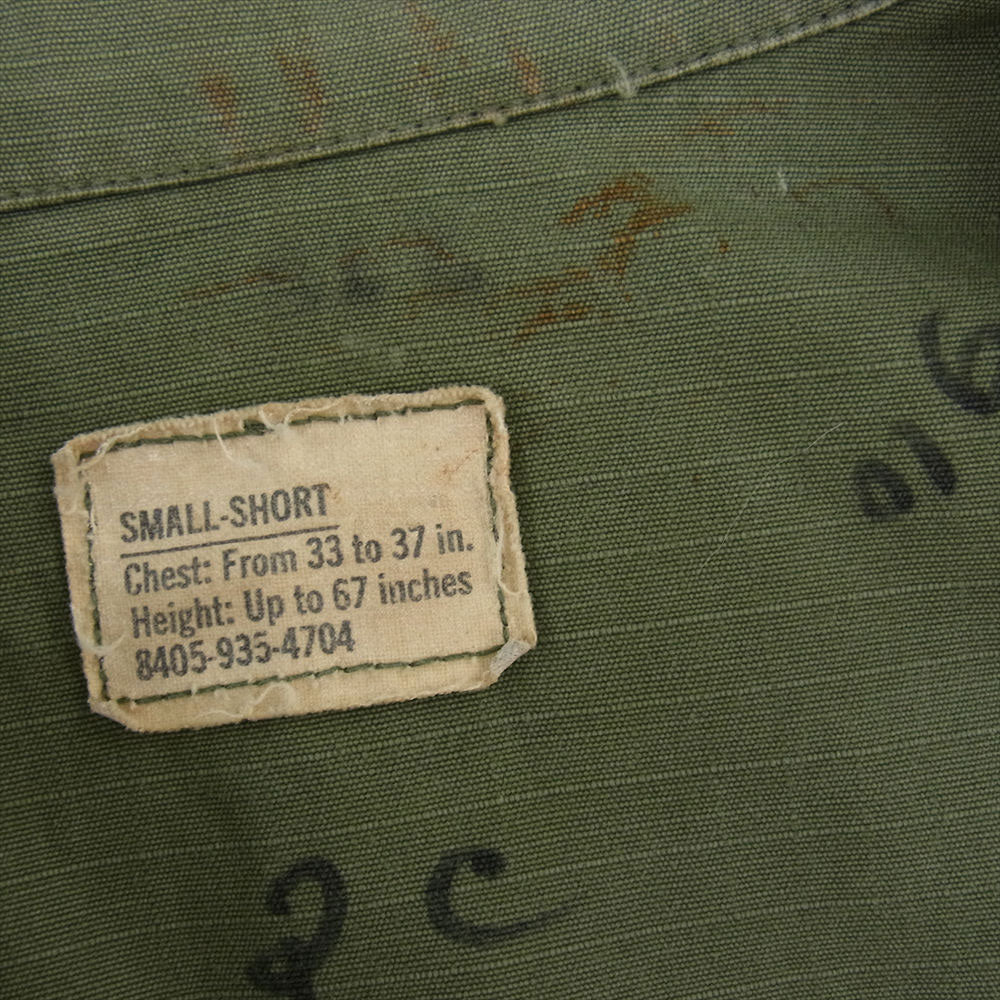 SMALL-SHORT
Chest: From 33 to 37 in.
Height: Up to 67 inches
8405-935-4704